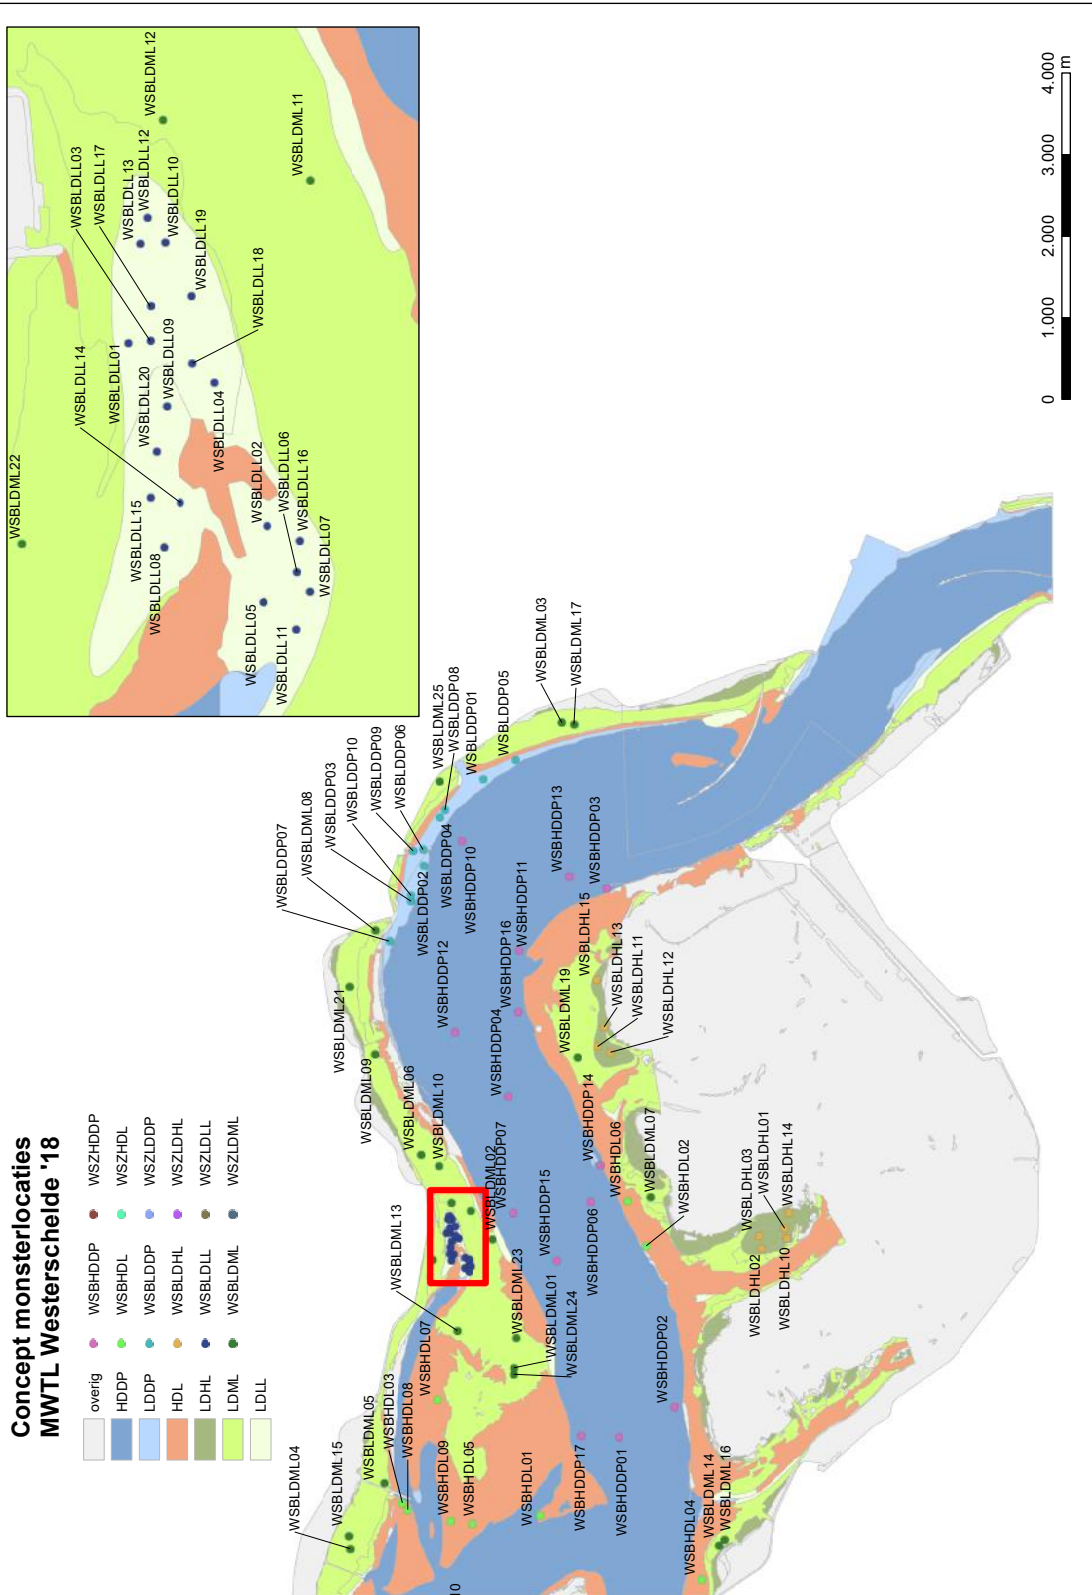 Concept monsterlocaties
MWTL Westerschelde '18
overig
HDDP
LDDP
HDL
LDHL
LDML
LDLL
WSBHDDP
WSBHDL
WSBLDDP
WSBLDHL
WSBLDLL
WSBLDML
WSZHDDP
WSZHDL
WSZLDDP
WSZLDHL
WSZLDLL
WSZLDML
WSBLDML22
WSBLDML12
WSBLDML11
WSBLDLL03
WSBLDLL17
WSBLDLL13
WSBLDLL12
WSBLDLL10
WSBLDLL19
WSBLDLL18
WSBLDLL14
WSBLDLL01
WSBLDLL20
WSBLDLL09
WSBLDLL04
WSBLDLL15
WSBLDLL08
WSBLDLL02
WSBLDLL06
WSBLDLL16
WSBLDLL07
WSBLDLL05
WSBLDLL11
0
1.000
2.000
3.000
4.000
m
WSBLDDP07
WSBLDML08
WSBLDDP03
WSBLDDP10
WSBLDDP09
WSBLDDP06
WSBLDML25
WSBLDDP08
WSBLDDP01
WSBLDDP05
WSBLDML03
WSBLDML17
WSBLDDP02
WSBLDDP04
WSBHDDP10
WSBHDDP13
WSBHDDP03
WSBHDDP11
WSBHDDP16
WSBHDDP12
WSBHDDP04
WSBLDML21
WSBLDML09
WSBLDML06
WSBLDML10
WSBLDML02
WSBHDDP07
WSBHDDP15
WSBHDDP14
WSBHDDP06
WSBLDML19
WSBLDHL15
WSBLDHL13
WSBLDHL11
WSBLDHL12
WSBHDL06
WSBLDML07
WSBHDL02
WSBLDHL03
WSBLDHL01
WSBLDHL14
WSBLDHL02
WSBLDHL10
WSBLDML13
WSBLDML23
WSBLDML01
WSBLDML24
WSBHDL07
WSBHDL03
WSBHDL08
WSBLDML05
WSBLDML15
WSBLDML04
WSBHDL09
WSBHDL05
WSBHDL01
WSBHDDP17
WSBHDDP01
WSBHDDP02
WSBHDL04
WSBLDML14
WSBLDML16
10